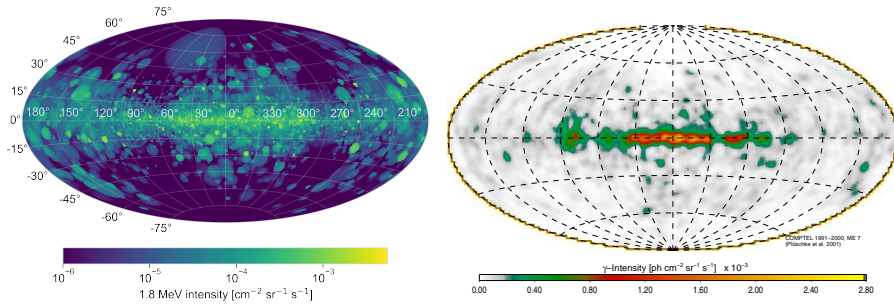 75°
60°
45°
30°
15°
0°
-15
-30°
-45°
-60°
-75°
180° 150° 120° 90° 60° 30° 0° 330° 300° 270° 240° 210°
10⁻⁶ 10⁻⁵ 10⁻⁴ 10⁻³
1.8 MeV intensity [cm⁻² sr⁻¹ s⁻¹]
COMPTEL 1991-2000, ME 7
(Plüschke et al. 2001)
γ-Intensity [ph cm⁻² sr⁻¹ s⁻¹] x 10⁻³
0.00 0.40 0.80 1.20 1.60 2.00 2.40 2.80